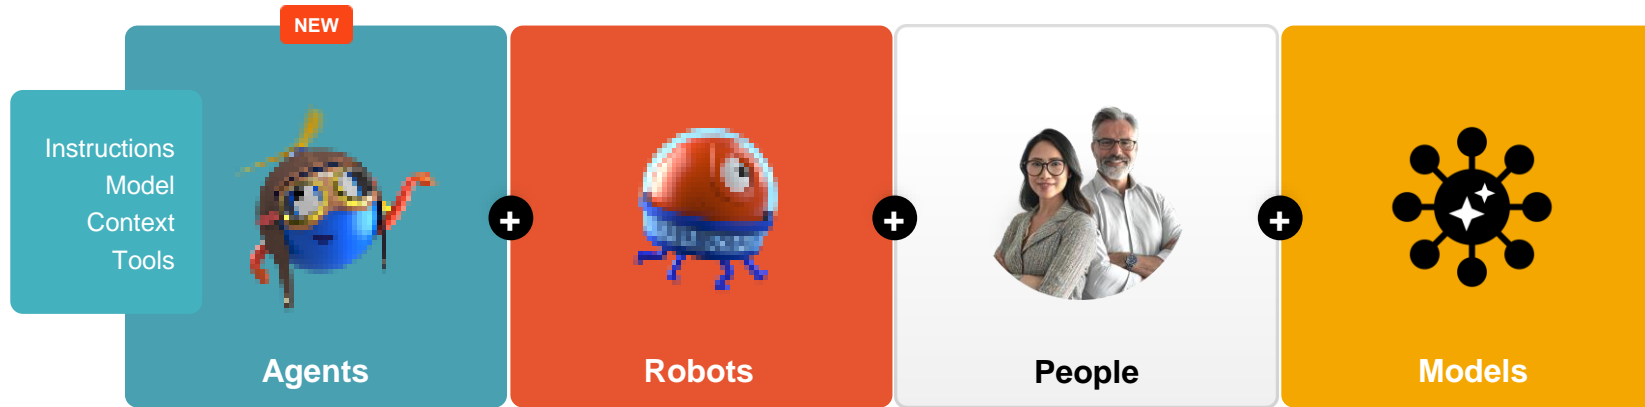 NEW
Instructions
Model
Context
Tools
+
+
+
Agents
Robots
People
Models